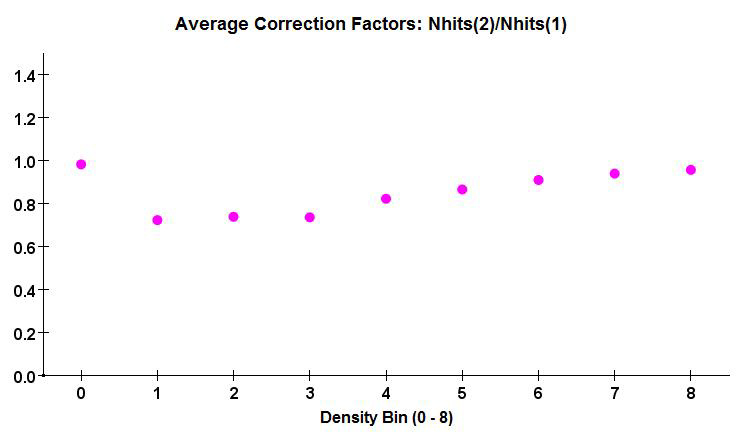 Average Correction Factors: Nhits(2)/Nhits(1)
1.4
1.2
1.0
0.8
0.6
0.4
0.2
0.0
0 1 2 3 4 5 6 7 8
Density Bin (0 - 8)